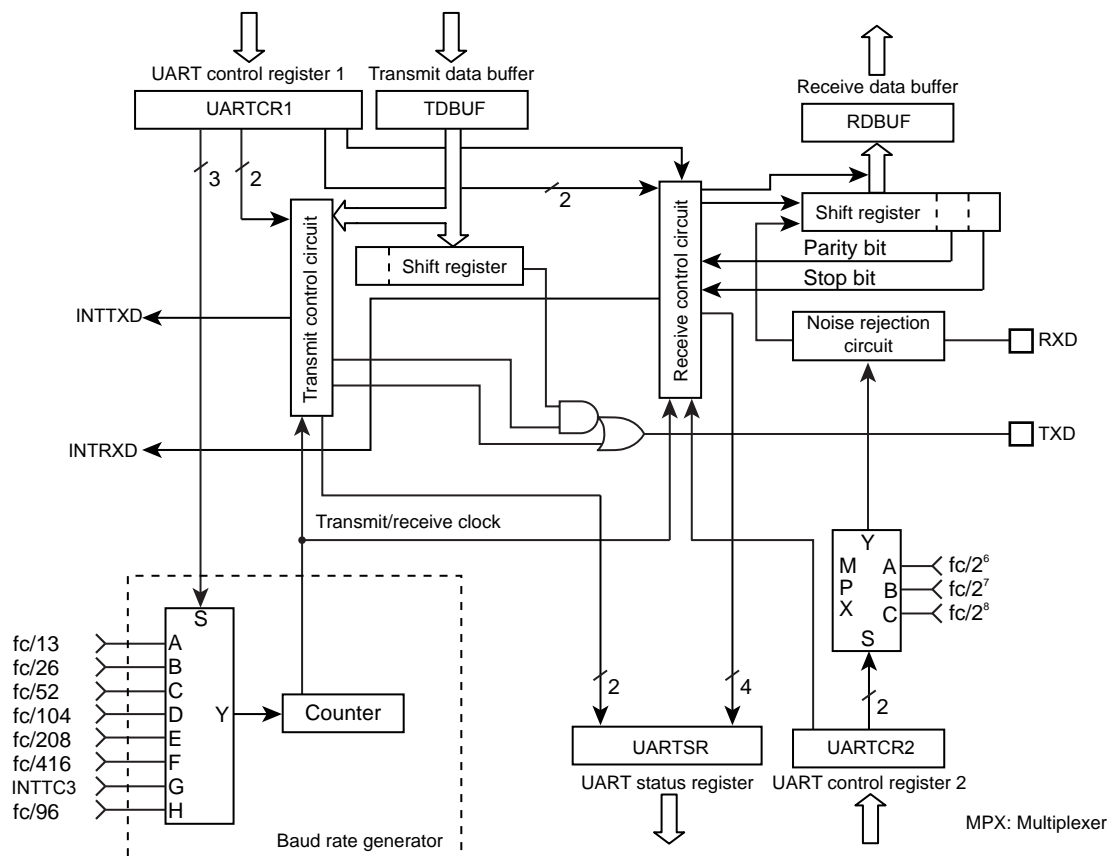 UART control register 1
Transmit data buffer
Receive data buffer
UARTCR1
TDBUF
RDBUF
3
2
2
Transmit control circuit
Shift register
Receive control circuit
Shift register
Parity bit
Stop bit
INTTXD
Noise rejection
circuit
RXD
INTRXD
TXD
Transmit/receive clock
Y
M
P
X
A
B
C
S
fc/2⁶
fc/2⁷
fc/2⁸
S
fc/13
A
fc/26
B
fc/52
C
fc/104
D
Y
Counter
fc/208
E
fc/416
F
INTTC3
G
fc/96
H
2
4
2
UARTSR
UARTCR2
UART status register
UART control register 2
Baud rate generator
MPX: Multiplexer